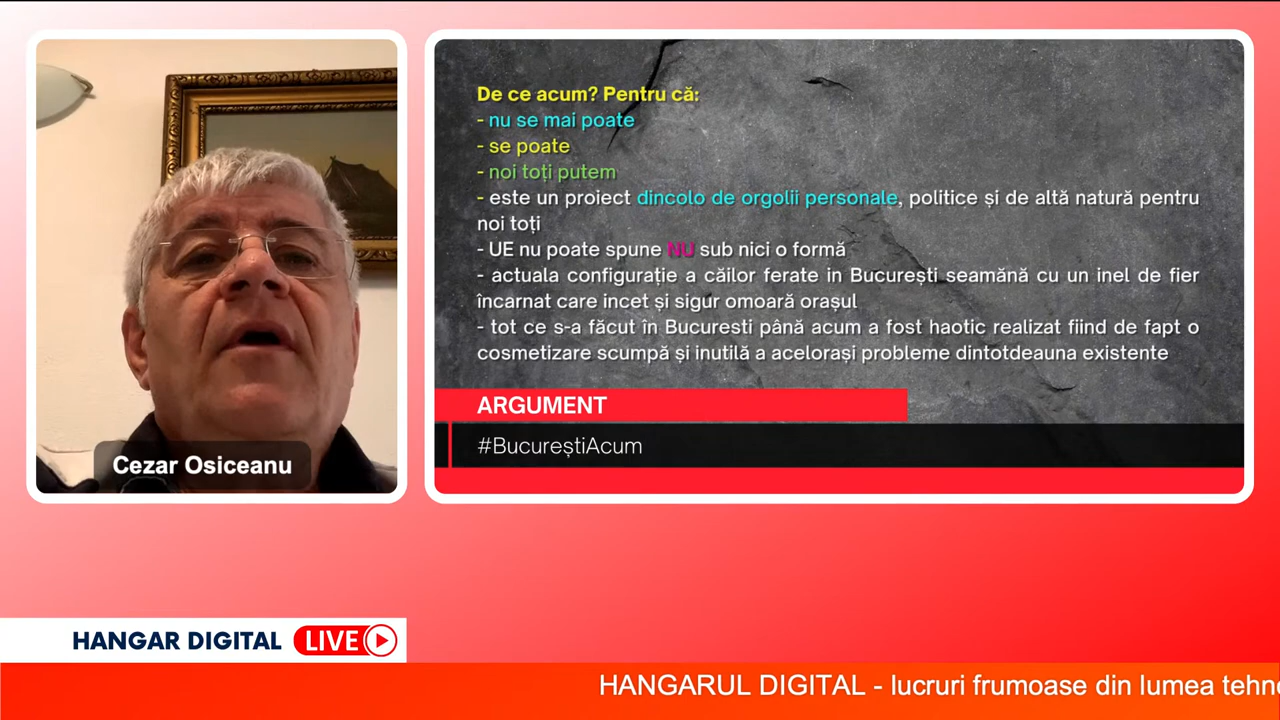 De ce acum? Pentru că:
- nu se mai poate
- se poate
- noi toți putem
- este un proiect dincolo de orgolii personale, politice și de altă natură pentru
noi toți
- UE nu poate spune NU sub nici o formă
- actuala configurație a căilor ferate in București seamănă cu un inel de fier
încarnat care incet și sigur omoară orașul
- tot ce s-a făcut în Bucuresti până acum a fost haotic realizat fiind de fapt o
cosmetizare scumpă și inutilă a acelorași probleme dintotdeauna existente
ARGUMENT
#BucureștiAcum
Cezar Osiceanu
HANGAR DIGITAL LIVE
HANGARUL DIGITAL - lucruri frumoase din lumea tehn